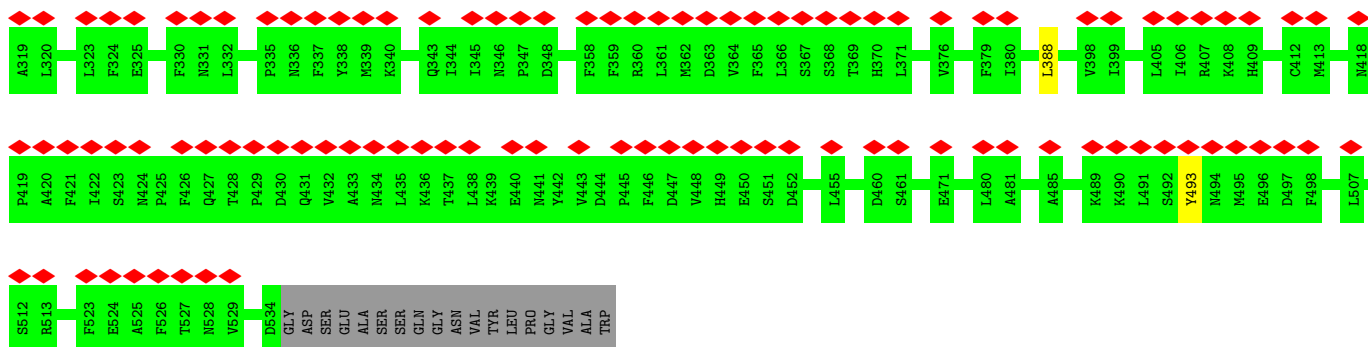 A319 L320 L323 F324 E325 F330 N331 L332 P335 N336 F337 Y338 M339 K340 Q343 I344 I345 N346 P347 D348 F358 F359 R360 L361 M362 D363 V364 F365 L366 S367 S368 T369 H370 L371 V376 F379 I380 L388 V398 I399 L405 I406 R407 K408 H409 C412 M413 N418
P419 A420 F421 I422 S423 N424 P425 F426 Q427 T428 P429 D430 Q431 V432 A433 N434 L435 K436 T437 L438 K439 E440 N441 Y442 V443 D444 P445 F446 D447 V448 H449 E450 S451 D452 L455 D460 S461 E471 L480 A481 A485 K489 K490 L491 S492 Y493 N494 M495 E496 D497 F498 L507
S512 R513 F523 E524 A525 F526 T527 N528 V529 D534 GLY ASP SER GLU ALA SER SER GLN GLY ASN VAL TYR LEU PRO GLY VAL ALA TRP